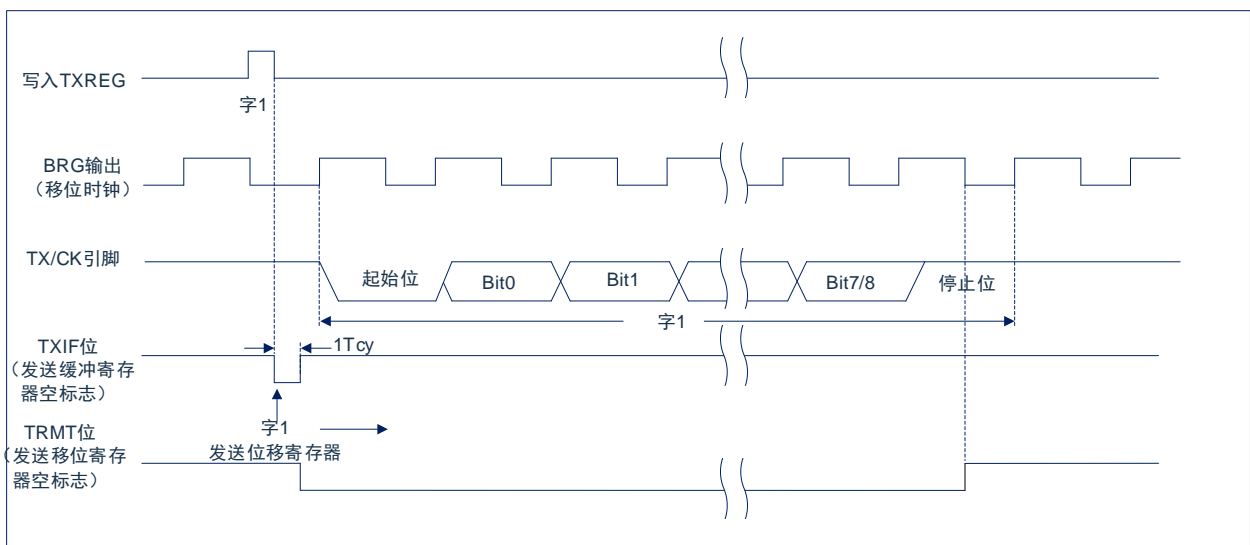 写入TXREG
字1
BRG输出
（移位时钟）
TX/CK引脚
起始位
Bit0
Bit1
Bit7/8
停止位
字1
TXIF位
（发送缓冲寄存
器空标志）
1Tcy
字1
发送位移寄存器
TRMT位
（发送移位寄存
器空标志）